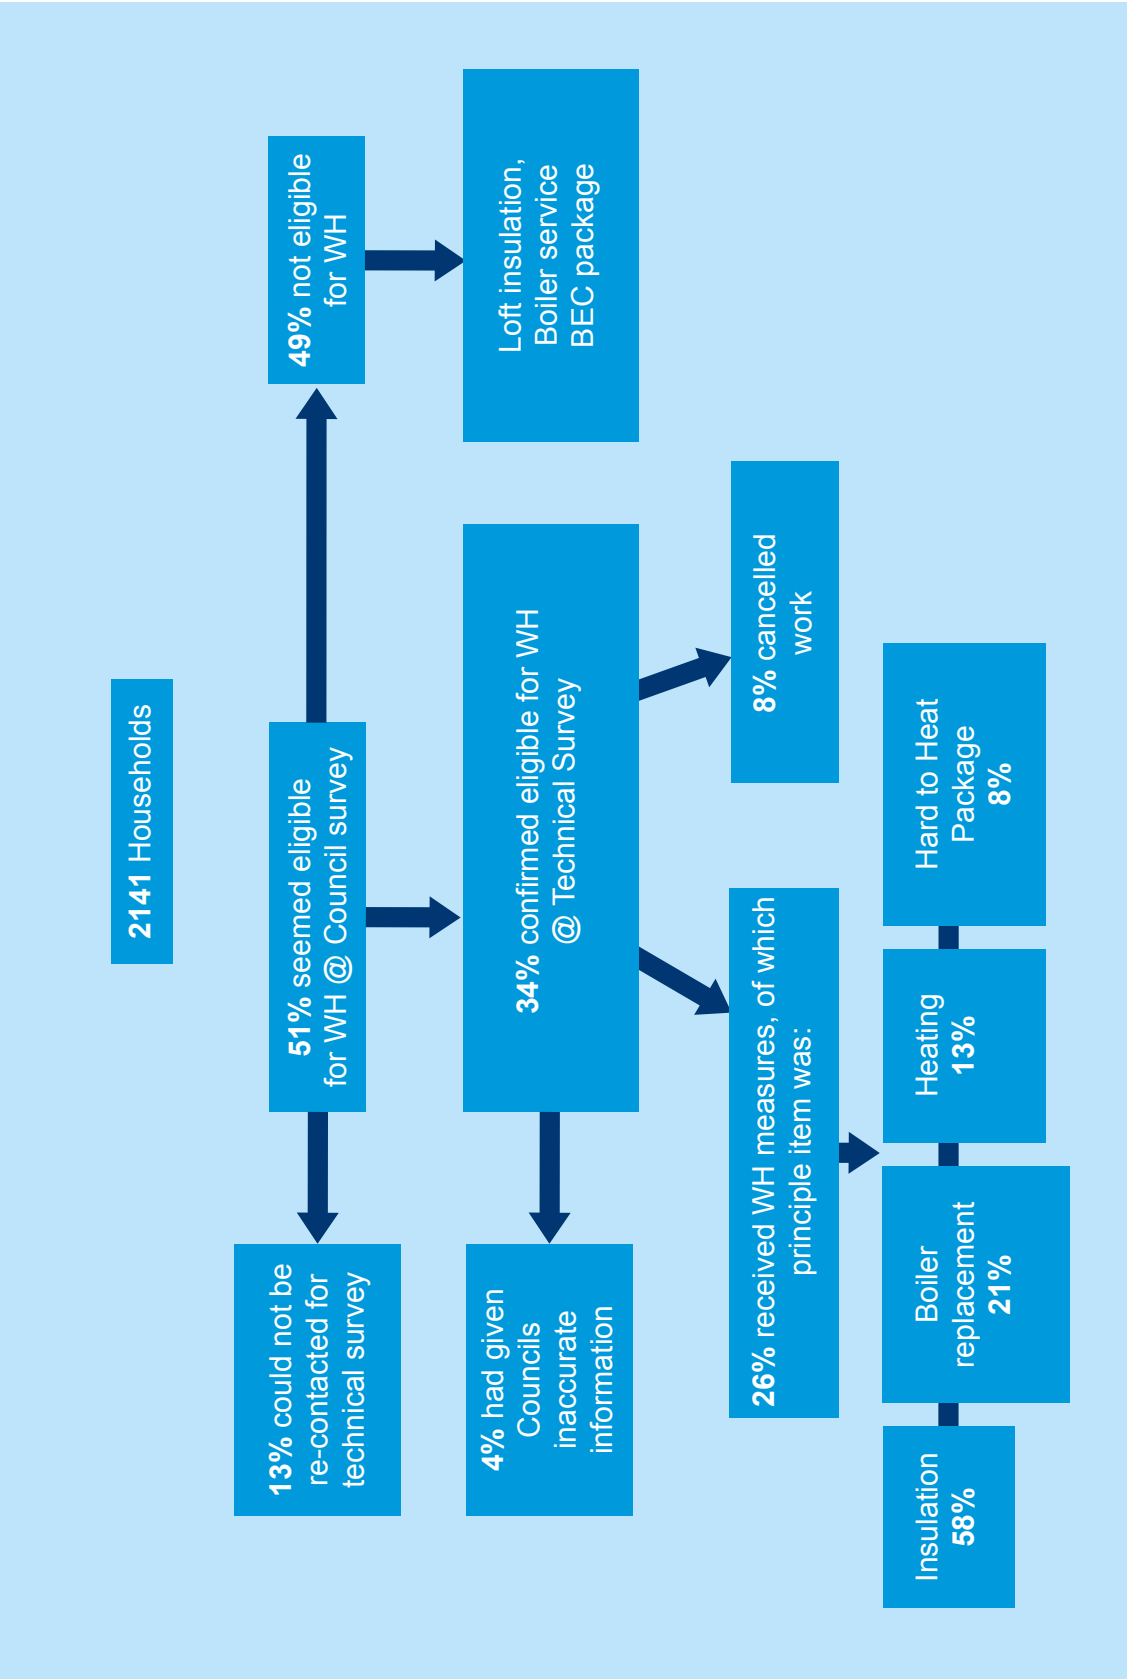 2141 Households
13% could not be
re-contacted for
technical survey
51% seemed eligible
for WH @ Council survey
49% not eligible
for WH
4% had given
Councils
inaccurate
information
34% confirmed eligible for WH
@ Technical Survey
Loft insulation,
Boiler service
BEC package
26% received WH measures, of which
principle item was:
8% cancelled
work
Insulation
58%
Boiler
replacement
21%
Heating
13%
Hard to Heat
Package
8%